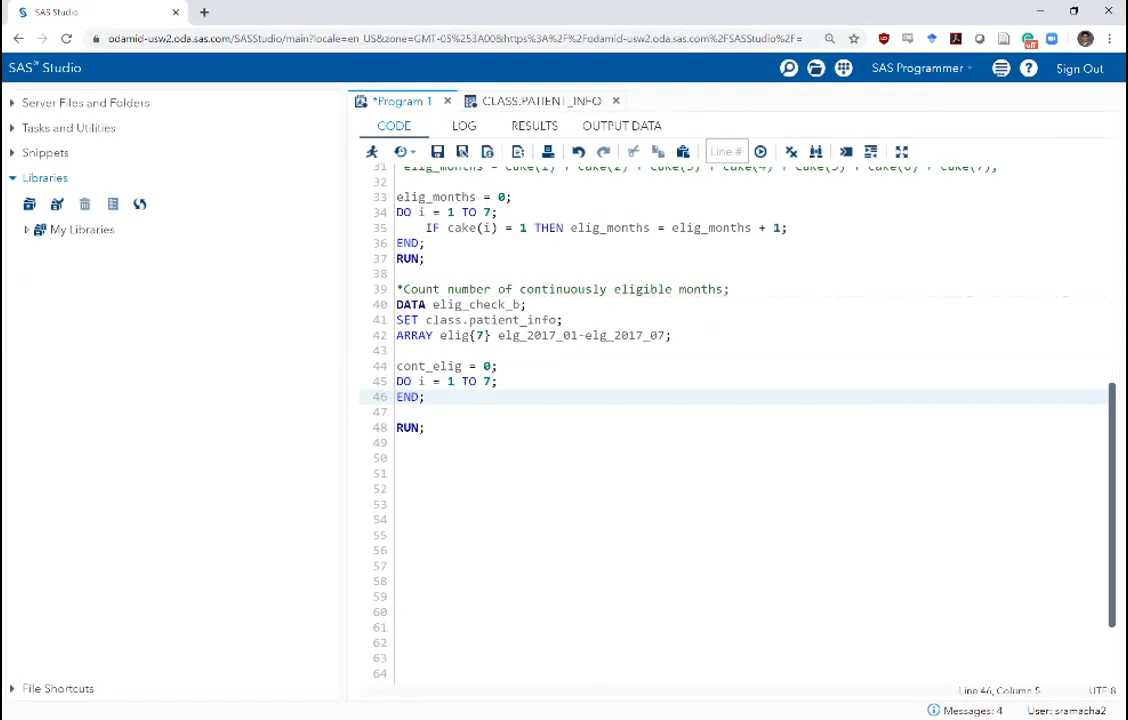 SAS Studio
odamid-usw2.oda.sas.com/SASStudio/main?locale=en_US&zone=GMT-05%253A00&https%3A%2F%2Fodamid-usw2.oda.sas.com%2FSASStudio%2F=
off
SAS® Studio
SAS Programmer
Sign Out
Server Files and Folders
Tasks and Utilities
Snippets
Libraries
My Libraries
File Shortcuts
*Program 1
CLASS.PATIENT_INFO
CODE
LOG
RESULTS
OUTPUT DATA
Line #
31 *elig_months = cake(1) + cake(2) + cake(3) + cake(4) + cake(5) + cake(6) + cake(7);
32
33 elig_months = 0;
34 DO i = 1 TO 7;
35 IF cake(i) = 1 THEN elig_months = elig_months + 1;
36 END;
37 RUN;
38
39 *Count number of continuously eligible months;
40 DATA elig_check_b;
41 SET class.patient_info;
42 ARRAY elig{7} elg_2017_01-elg_2017_07;
43
44 cont_elig = 0;
45 DO i = 1 TO 7;
46 END;
47
48 RUN;
49
50
51
52
53
54
55
56
57
58
59
60
61
62
63
64
Line 46, Column 5
UTF-8
Messages: 4
User: sramacha2